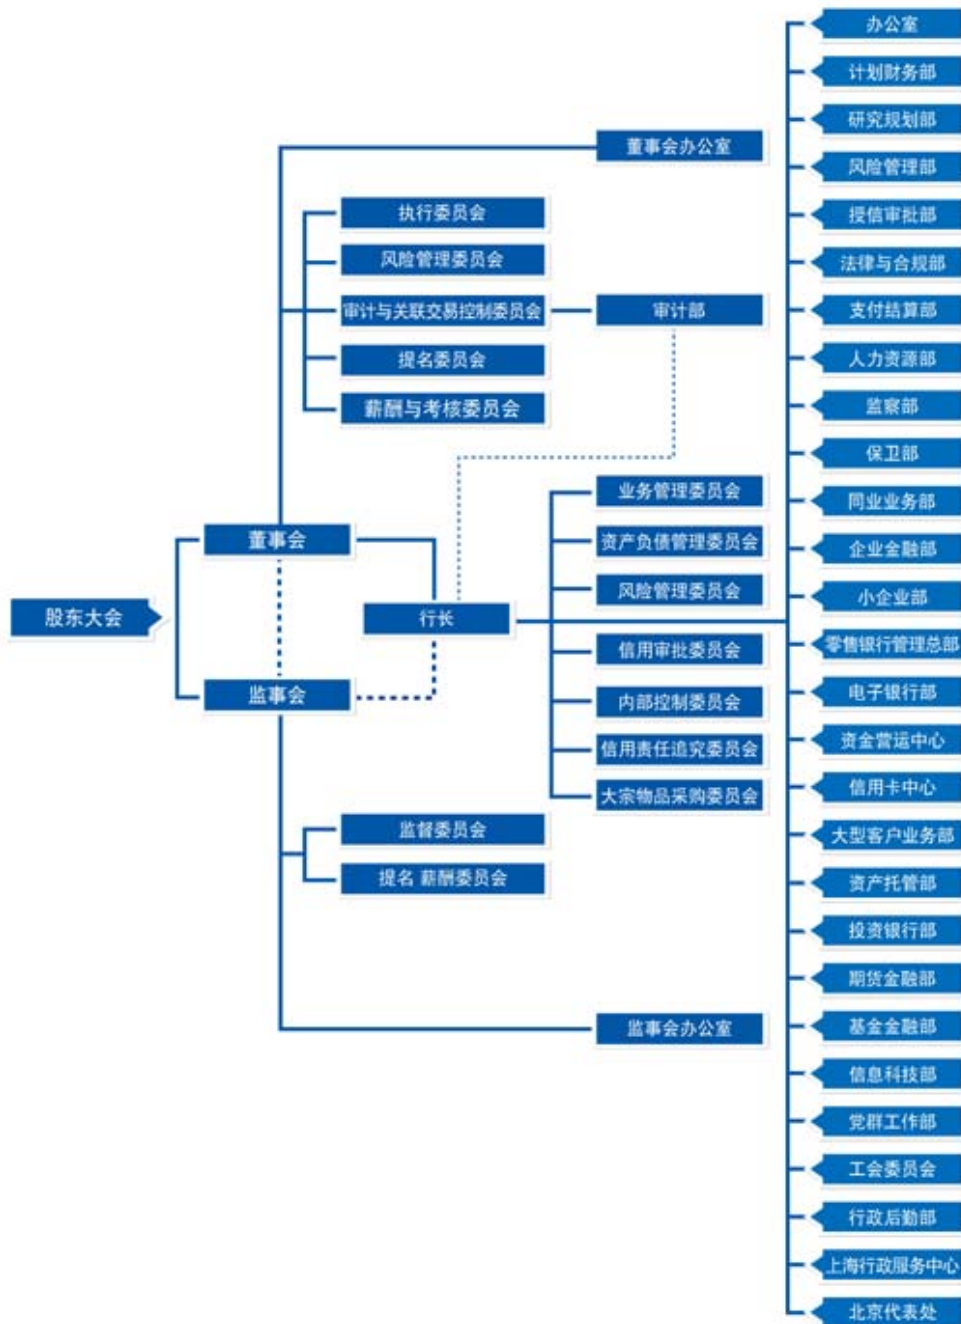 股东大会
董事会
监事会
行长
董事会办公室
执行委员会
风险管理委员会
审计与关联交易控制委员会
提名委员会
薪酬与考核委员会
审计部
业务管理委员会
资产负债管理委员会
风险管理委员会
信用审批委员会
内部控制委员会
信用责任追究委员会
大宗物品采购委员会
监督委员会
提名 薪酬委员会
监事会办公室
办公室
计划财务部
研究规划部
风险管理部
授信审批部
法律与合规部
支付结算部
人力资源部
监察部
保卫部
同业业务部
企业金融部
小企业部
零售银行管理总部
电子银行部
资金营运中心
信用卡中心
大型客户业务部
资产托管部
投资银行部
期货金融部
基金金融部
信息科技部
党群工作部
工会委员会
行政后勤部
上海行政服务中心
北京代表处